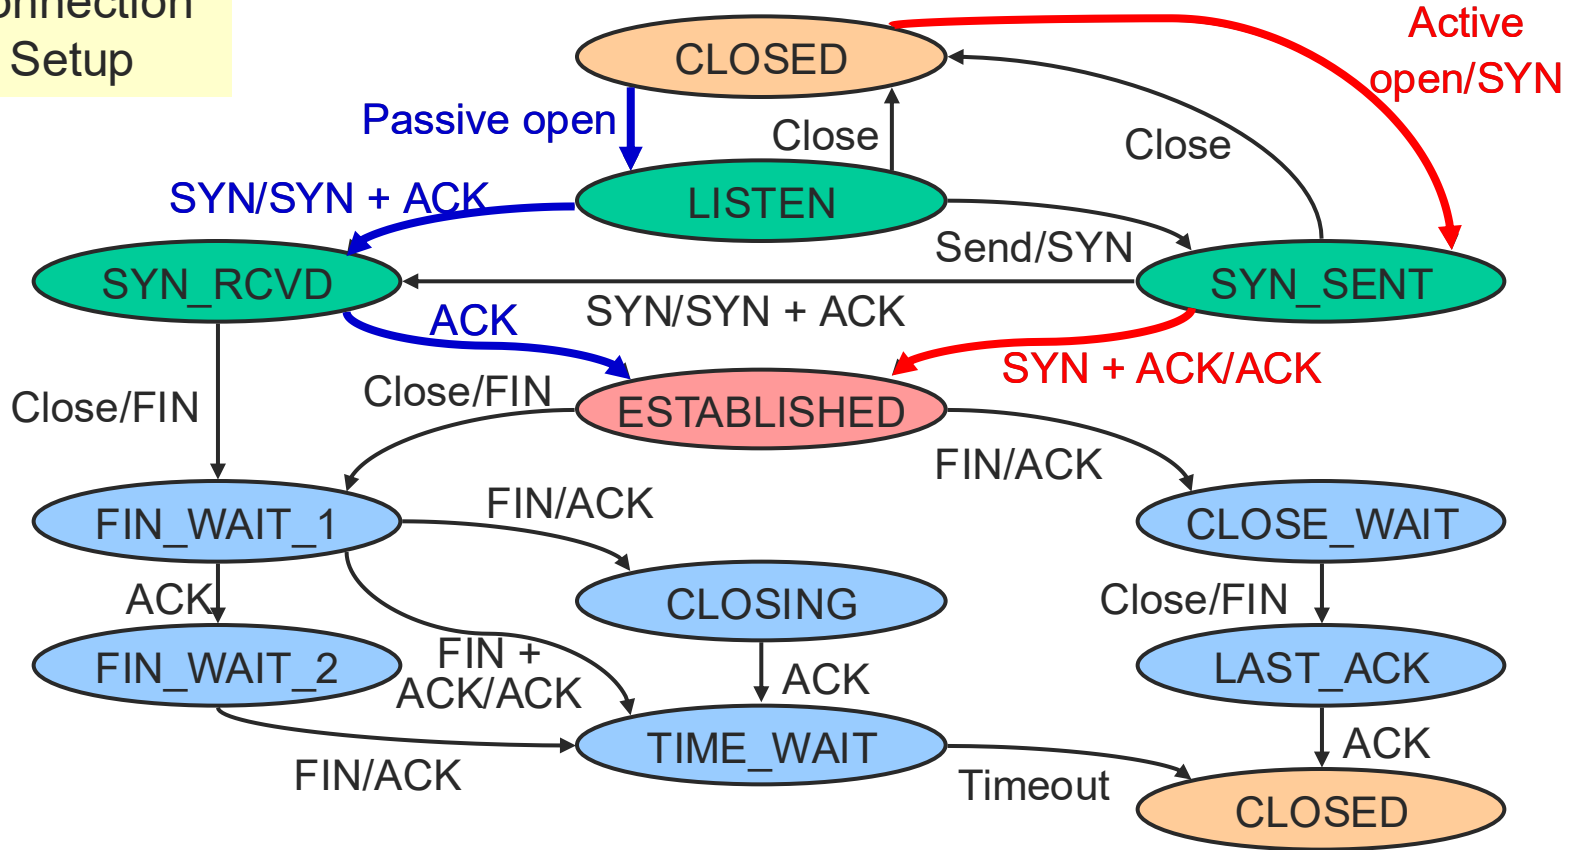 Setup
CLOSED
Active
open/SYN
Passive open
Close
Close
SYN/SYN + ACK
LISTEN
Send/SYN
SYN_RCVD
SYN_SENT
SYN/SYN + ACK
ACK
SYN + ACK/ACK
Close/FIN
Close/FIN
ESTABLISHED
FIN/ACK
FIN_WAIT_1
FIN/ACK
CLOSE_WAIT
ACK
CLOSING
Close/FIN
FIN_WAIT_2
FIN +
ACK/ACK
ACK
LAST_ACK
FIN/ACK
TIME_WAIT
Timeout
ACK
CLOSED